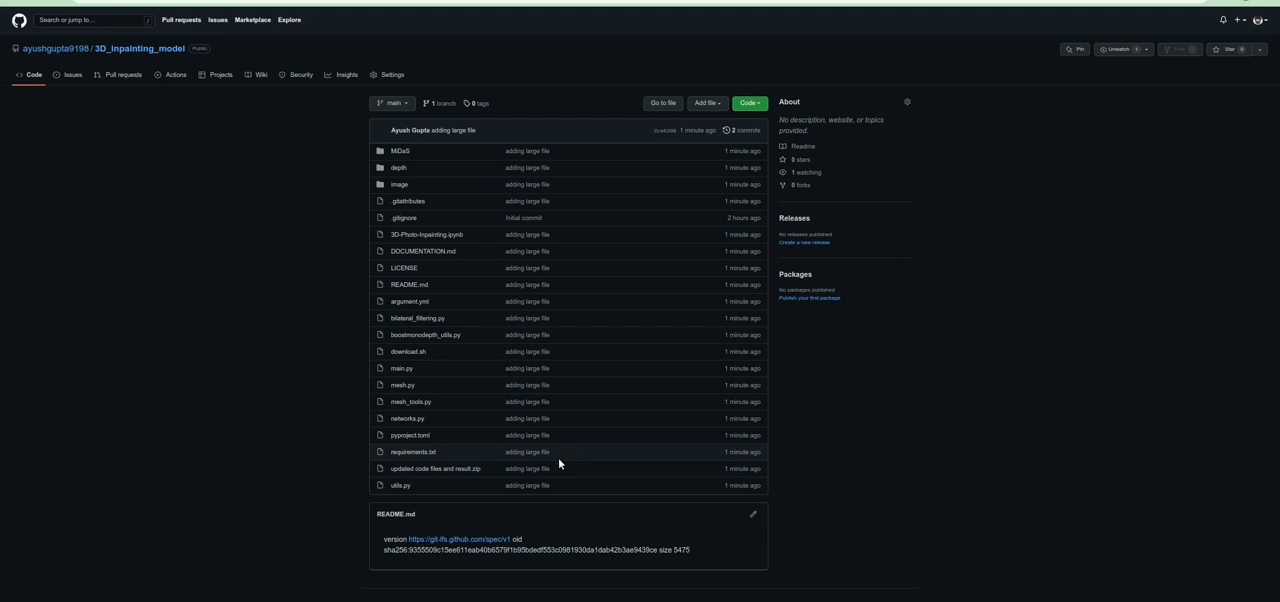 Search or jump to… /
Pull requests Issues Marketplace Explore
ayushgupta9198 / 3D_Inpainting_model Public
Pin Unwatch 1 Fork Star 0
Code Issues Pull requests Actions Projects Wiki Security Insights Settings
main 1 branch 0 tags Go to file Add file Code
Ayush Gupta adding large file 1 minute ago 2 commits
MiDaS adding large file 1 minute ago
depth adding large file 1 minute ago
image adding large file 1 minute ago
.gitattributes adding large file 1 minute ago
.gitignore Initial commit 2 hours ago
3D-Photo-Inpainting.ipynb adding large file 1 minute ago
DOCUMENTATION.md adding large file 1 minute ago
LICENSE adding large file 1 minute ago
README.md adding large file 1 minute ago
argument.yml adding large file 1 minute ago
bilateral_filtering.py adding large file 1 minute ago
boostmonodepth_utils.py adding large file 1 minute ago
download.sh adding large file 1 minute ago
main.py adding large file 1 minute ago
mesh.py adding large file 1 minute ago
mesh_tools.py adding large file 1 minute ago
networks.py adding large file 1 minute ago
pyproject.toml adding large file 1 minute ago
requirements.txt adding large file 1 minute ago
updated code files and result.zip adding large file 1 minute ago
utils.py adding large file 1 minute ago
README.md
version https://git-lfs.github.com/spec/v1 oid
sha256:9355509c15ee611eab40b6579f1b95bdedf553c0981930da1dab42b3ae9439ce size 5475
About
No description, website, or topics
provided.
Readme
0 stars
1 watching
0 forks
Releases
No releases published
Create a new release
Packages
No packages published
Publish your first package